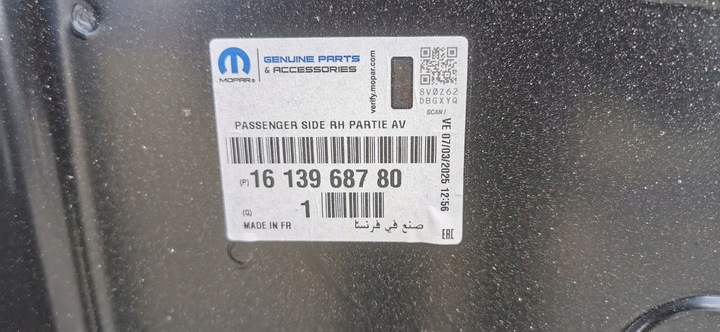 MOPAR®
GENUINE PARTS
& ACCESSORIES
verify.mopar.com
8V0Z62
DBGXYQ
SCAN!
PASSENGER SIDE RH PARTIE AV
(P) 16 139 687 80
(Q) 1
MADE IN FR
صنع في فرنسا
VE 07/03/2025 12:56
EAC